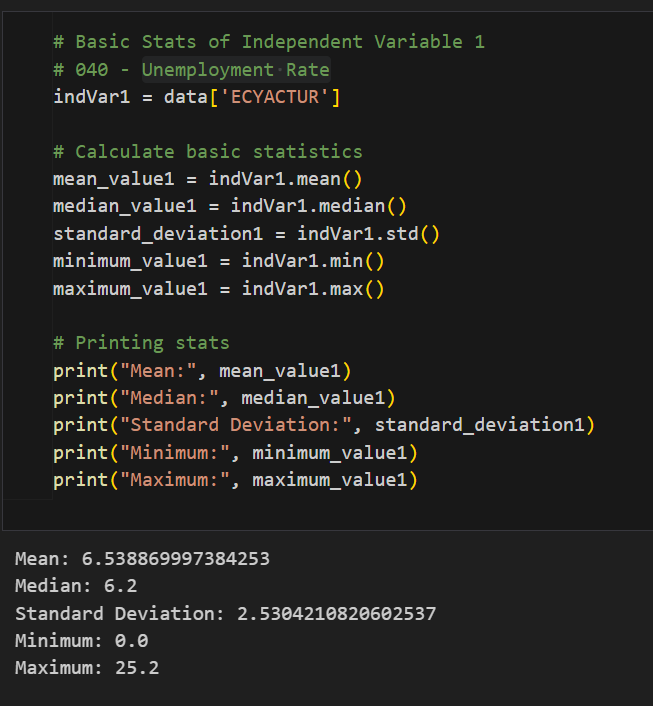 # Basic Stats of Independent Variable 1
# 040 - Unemployment Rate
indVar1 = data['ECYACTUR']
# Calculate basic statistics
mean_value1 = indVar1.mean()
median_value1 = indVar1.median()
standard_deviation1 = indVar1.std()
minimum_value1 = indVar1.min()
maximum_value1 = indVar1.max()
# Printing stats
print("Mean:", mean_value1)
print("Median:", median_value1)
print("Standard Deviation:", standard_deviation1)
print("Minimum:", minimum_value1)
print("Maximum:", maximum_value1)
Mean: 6.538869997384253
Median: 6.2
Standard Deviation: 2.5304210820602537
Minimum: 0.0
Maximum: 25.2